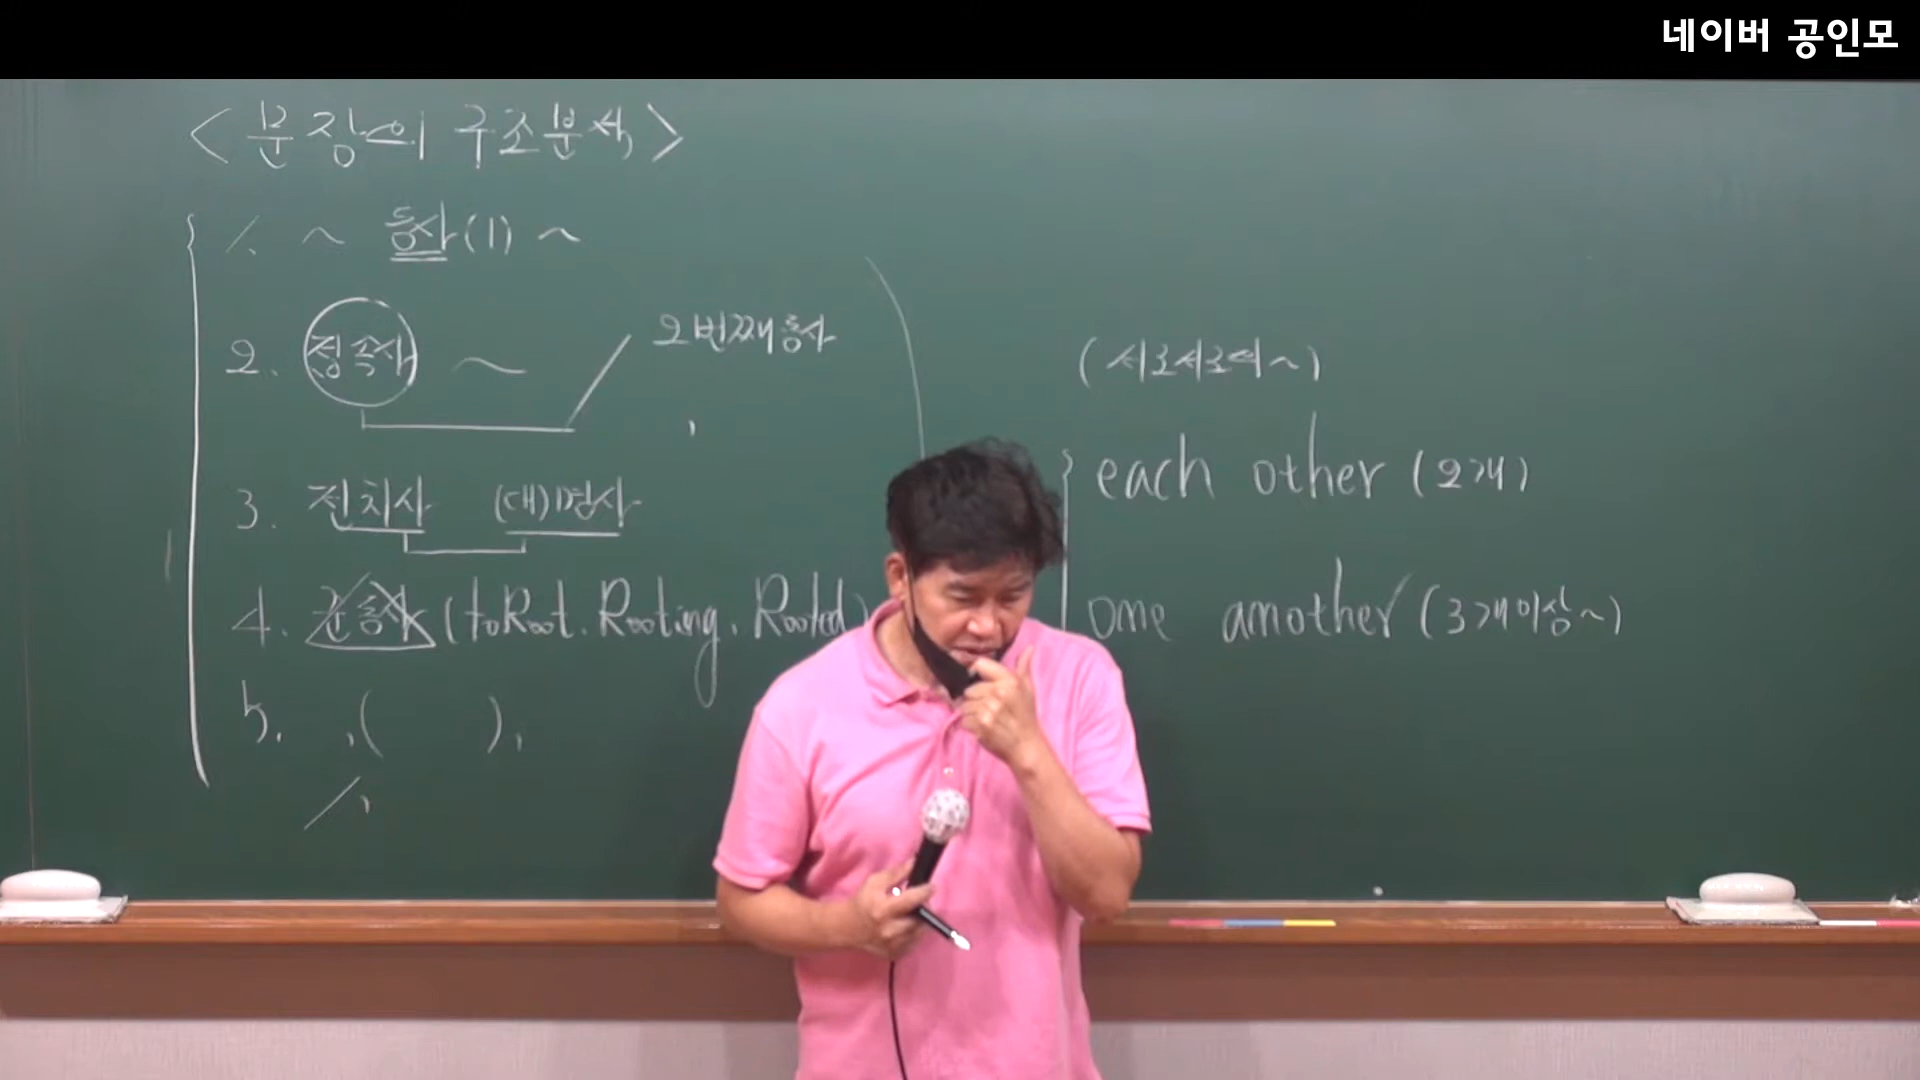 네이버 공인모
< 문장의 구조분석 >
1. ~ 동사(1) ~
2. 접속사 ~ 2번째 동사
3. 전치사 (대)명사
4. 준동사 (toRoot. Rooting. Rooted)
5. ,( ),
(서로서로의~)
each other (2개)
one another (3개이상~)